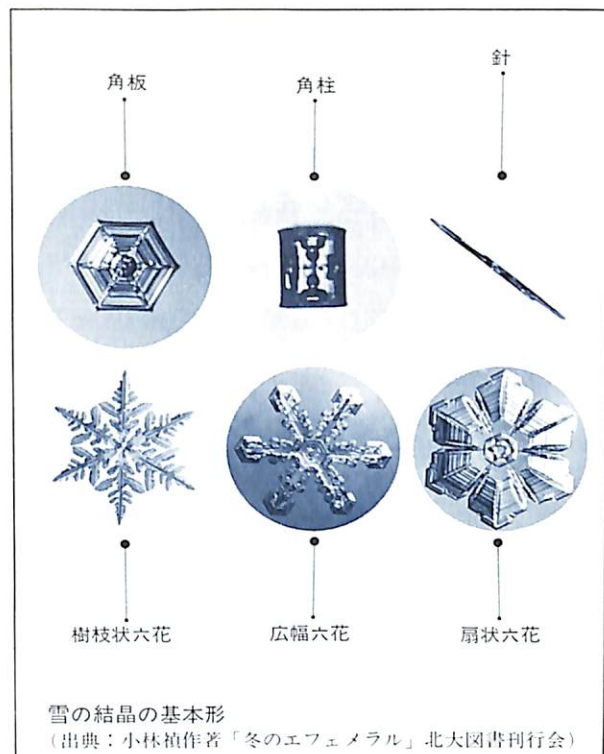 角板
角柱
針
樹枝状六花
広幅六花
扇状六花
雪の結晶の基本形
(出典：小林禎作著「冬のエフェメラル」北大図書刊行会)